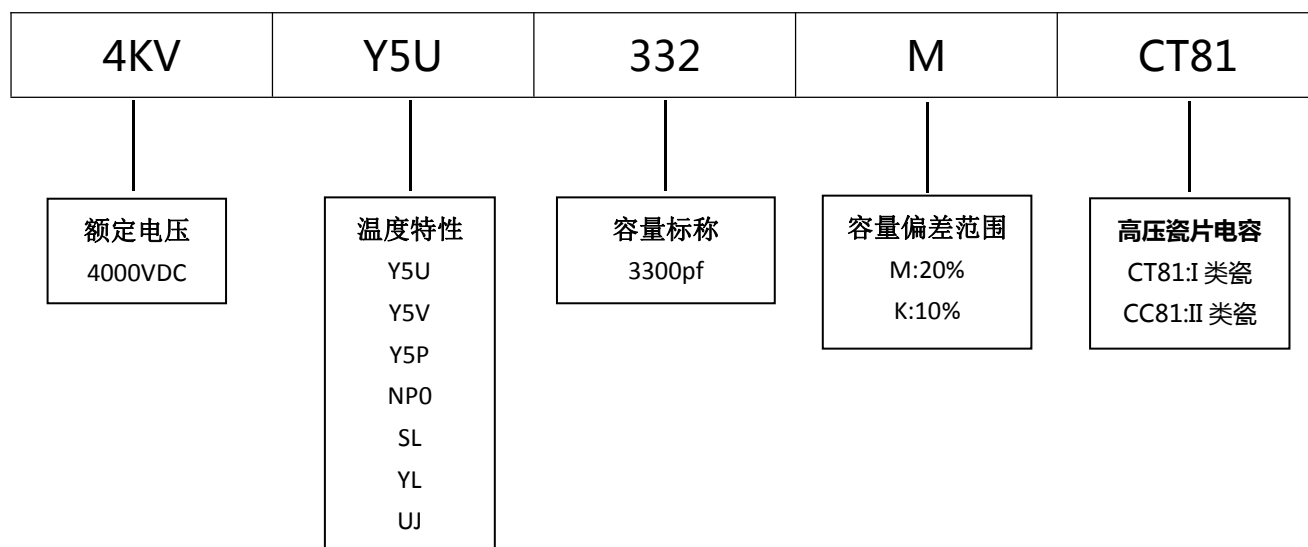 4KV Y5U 332 M CT81
额定电压
4000VDC
温度特性
Y5U
Y5V
Y5P
NP0
SL
YL
UJ
容量标称
3300pf
容量偏差范围
M:20%
K:10%
高压瓷片电容
CT81:I 类瓷
CC81:II 类瓷